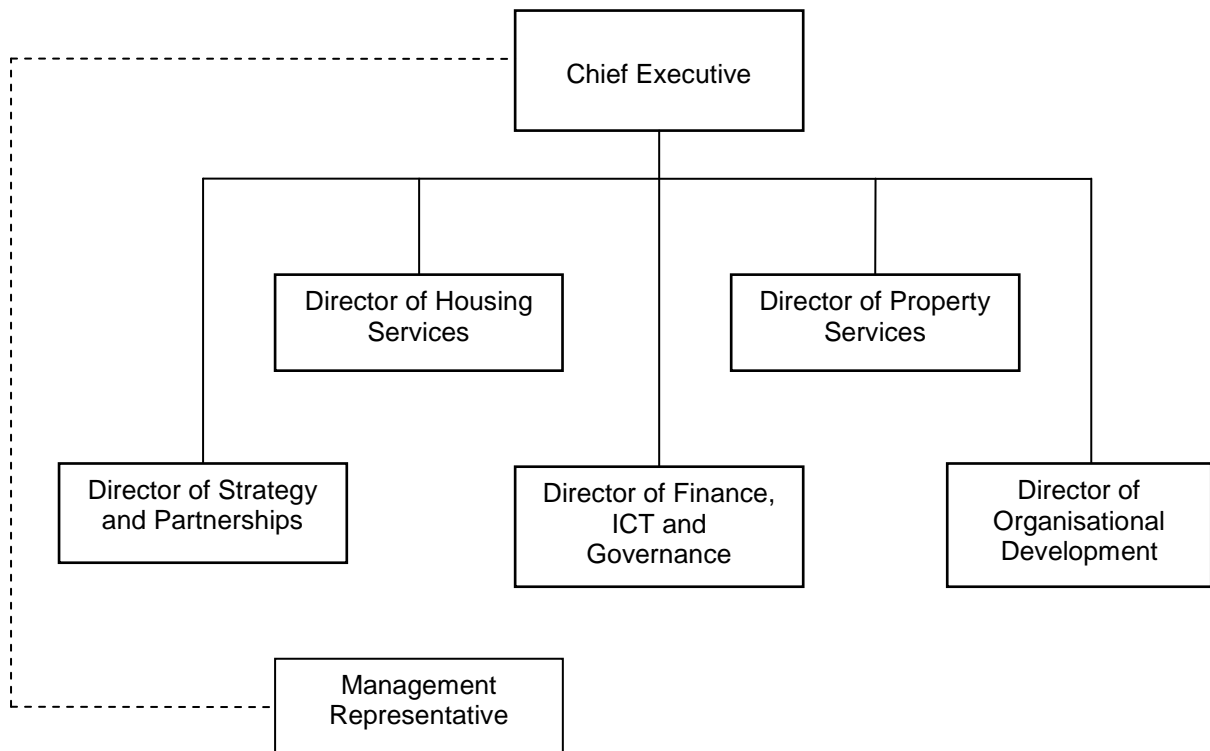 Chief Executive
Director of Housing
Services
Director of Property
Services
Director of Strategy
and Partnerships
Director of Finance,
ICT and
Governance
Director of
Organisational
Development
Management
Representative